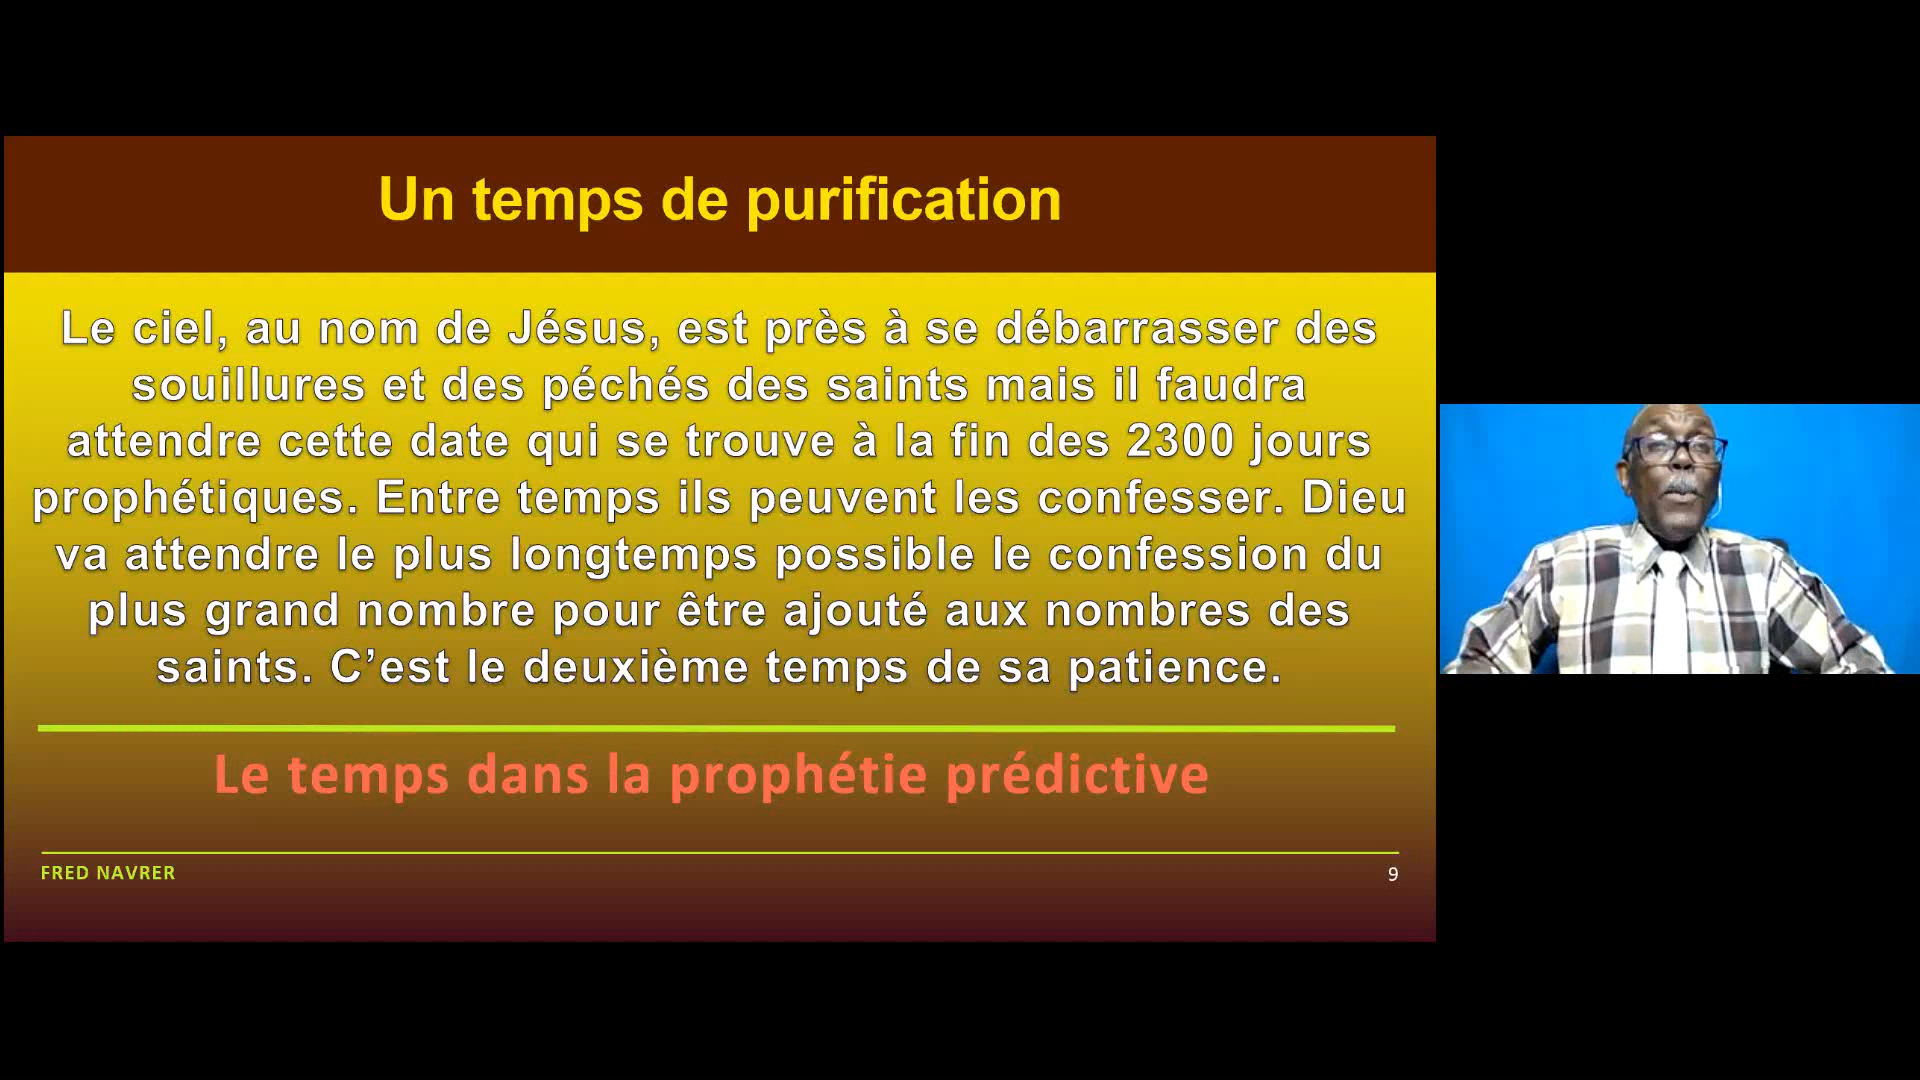 Un temps de purification
Le ciel, au nom de Jésus, est près à se débarrasser des
souillures et des péchés des saints mais il faudra
attendre cette date qui se trouve à la fin des 2300 jours
prophétiques. Entre temps ils peuvent les confesser. Dieu
va attendre le plus longtemps possible le confession du
plus grand nombre pour être ajouté aux nombres des
saints. C’est le deuxième temps de sa patience.
Le temps dans la prophétie prédictive
FRED NAVRER
9